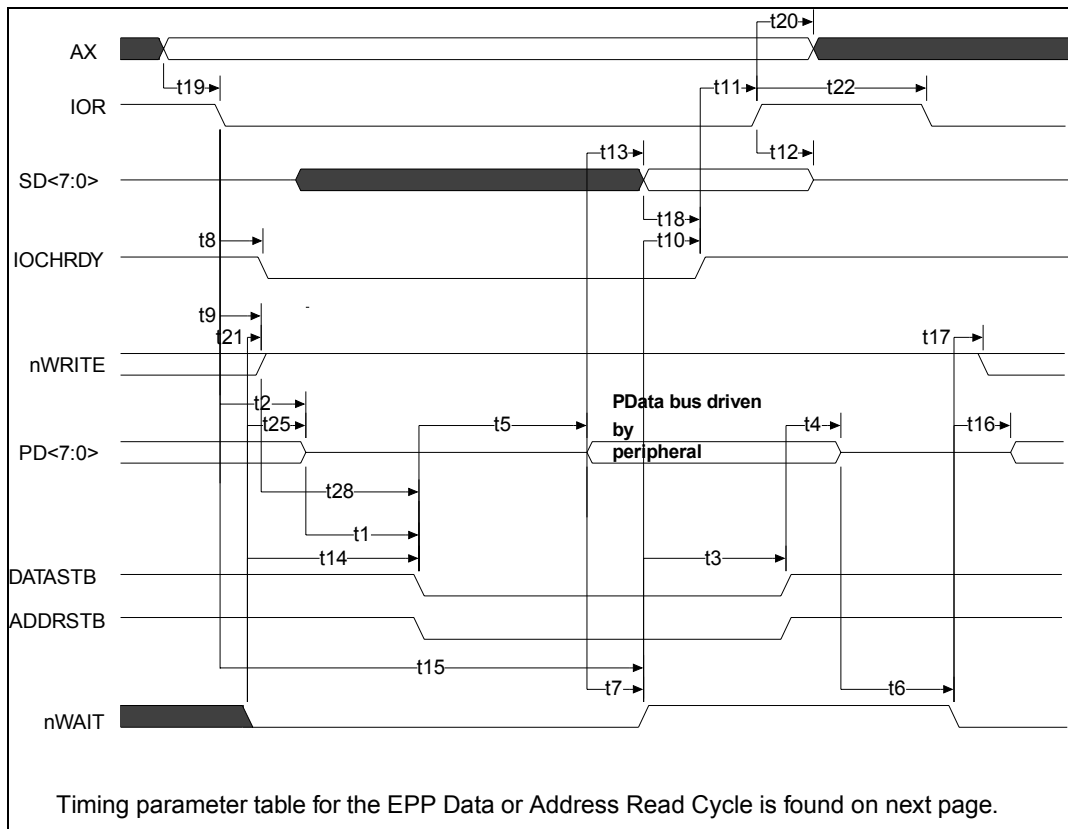 t20
AX
t19
t11
t22
IOR
t13
t12
SD<7:0>
t18
t8
t10
IOCHRDY
t9
t21
t17
nWRITE
t2
PData bus driven
t25
t5
by
t4
t16
PD<7:0>
peripheral
t28
t1
t14
t3
DATASTB
ADDRSTB
t15
t7
t6
nWAIT
Timing parameter table for the EPP Data or Address Read Cycle is found on next page.